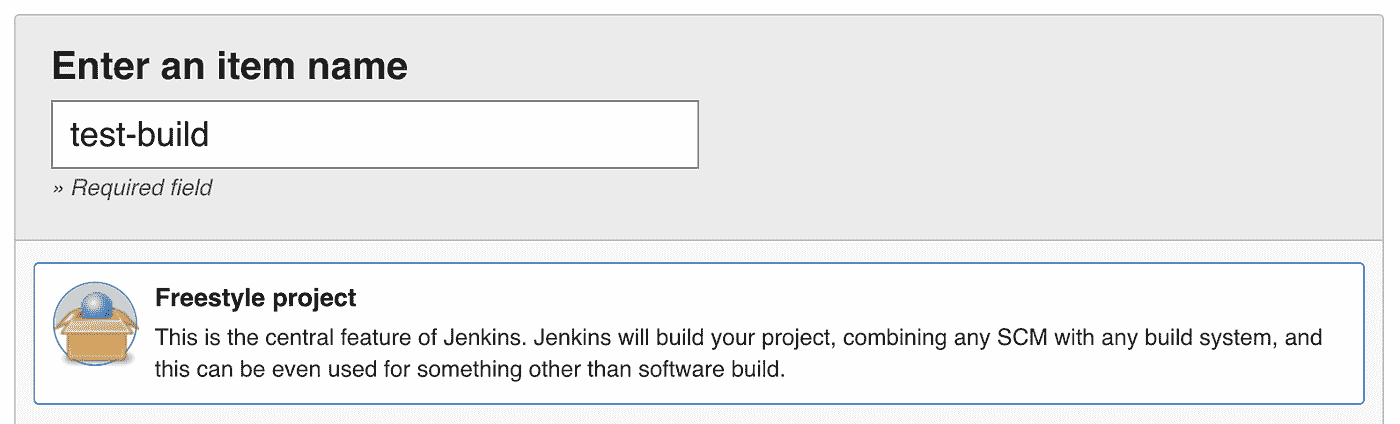 Enter an item name
test-build
» Required field
Freestyle project
This is the central feature of Jenkins. Jenkins will build your project, combining any SCM with any build system, and
this can be even used for something other than software build.